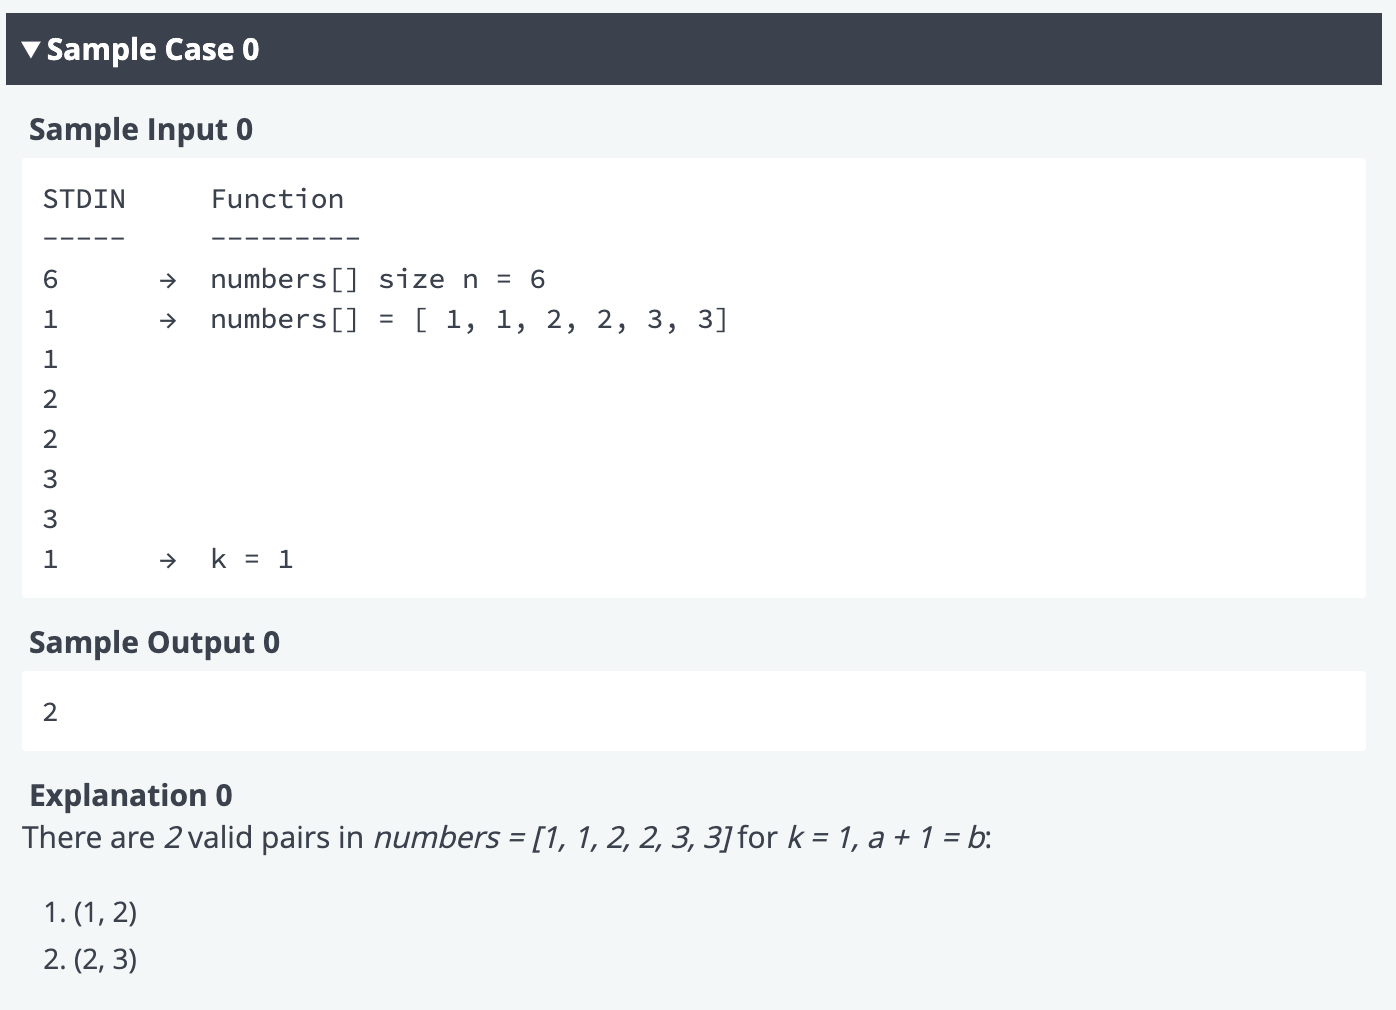 ▼ Sample Case 0
Sample Input 0
STDIN     Function
-----     ---------
6      →  numbers[] size n = 6
1      →  numbers[] = [ 1, 1, 2, 2, 3, 3]
1
2
2
3
3
1      →  k = 1
Sample Output 0
2
Explanation 0
There are 2 valid pairs in numbers = [1, 1, 2, 2, 3, 3] for k = 1, a + 1 = b:
1. (1, 2)
2. (2, 3)